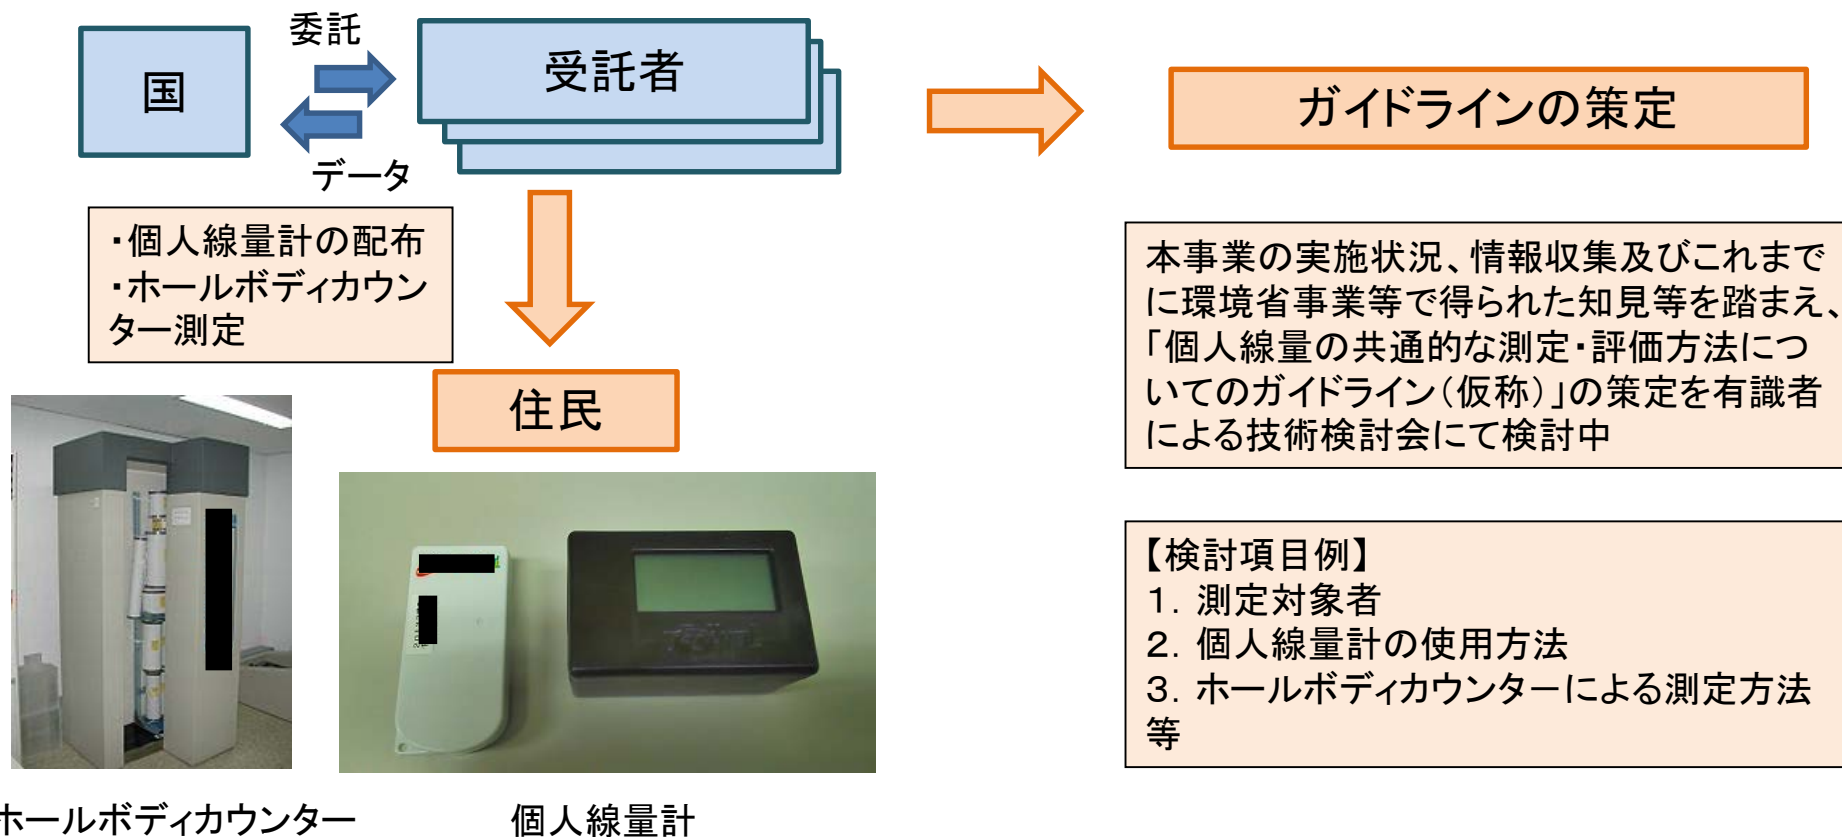 委託
国
受託者
データ
ガイドラインの策定
・個人線量計の配布
・ホールボディカウン
ター測定
住民
本事業の実施状況、情報収集及びこれまで
に環境省事業等で得られた知見等を踏まえ、
「個人線量の共通的な測定・評価方法につ
いてのガイドライン（仮称）」の策定を有識者
による技術検討会にて検討中
【検討項目例】
１．測定対象者
２．個人線量計の使用方法
３．ホールボディカウンターによる測定方法
等
ホールボディカウンター
個人線量計